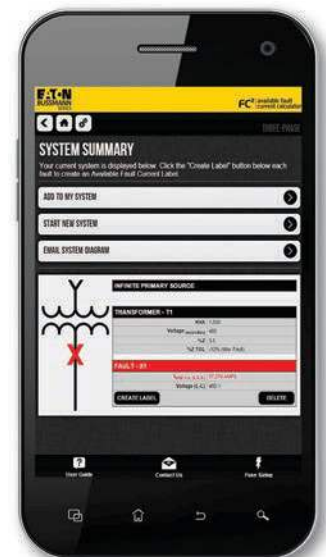 EATON
BUSSMANN
SERIES
FC² available fault
current calculator
THREE-PHASE
SYSTEM SUMMARY
Your current system is displayed below. Click the "Create Label" button below each
fault to create an Available Fault Current Label.
ADD TO MY SYSTEM
START NEW SYSTEM
EMAIL SYSTEM DIAGRAM
INFINITE PRIMARY SOURCE
TRANSFORMER - T1
KVA
Voltage
%Z
%Z TOL
FAULT - X1
Voltage (L-L)
CREATE LABEL
DELETE
User Guide
Contact Us
Fuse Sizing